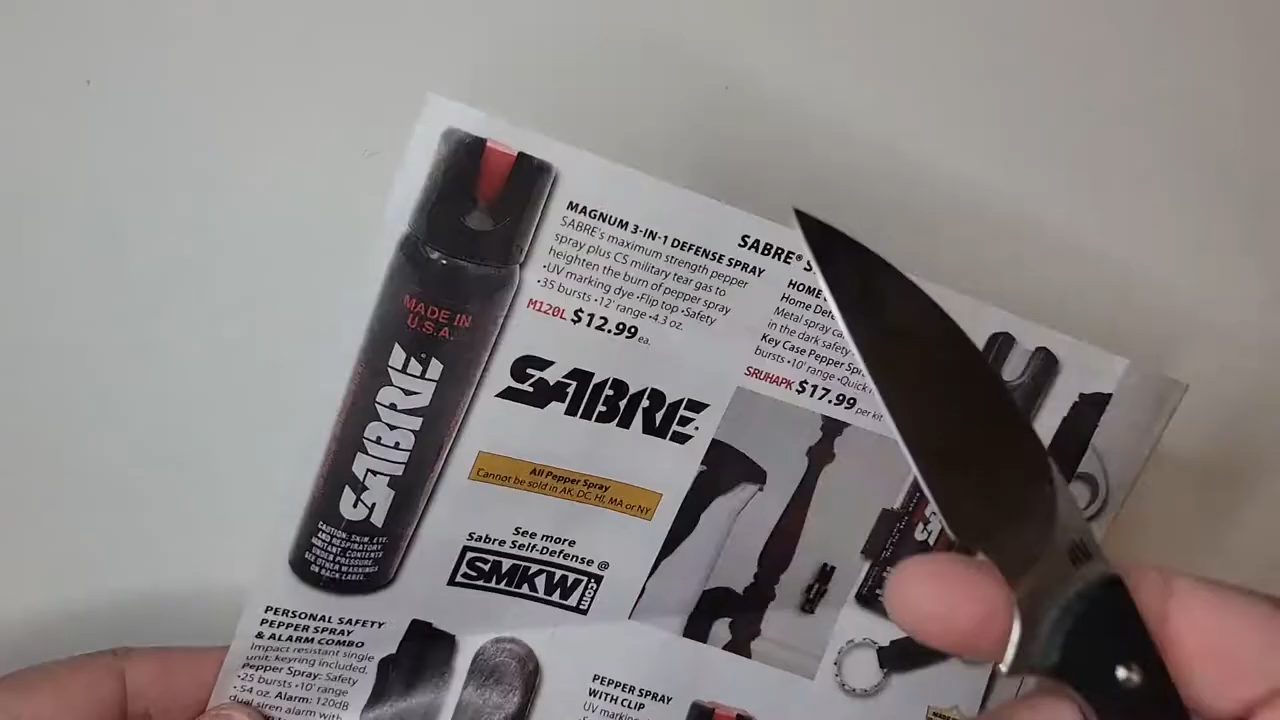 MADE IN
U.S.A.
SABRE
CAUTION: SKIN, EYE,
AND RESPIRATORY
IRRITANT. CONTENTS
UNDER PRESSURE.
SEE OTHER WARNINGS
ON BACK LABEL.
MAGNUM 3-IN-1 DEFENSE SPRAY
SABRE's maximum strength pepper
spray plus CS military tear gas to
heighten the burn of pepper spray
•UV marking dye •Flip top •Safety
•35 bursts •12' range •4.3 oz.
M120L $12.99 ea.
SABRE
All Pepper Spray
Cannot be sold in AK, DC, HI, MA or NY
See more
Sabre Self-Defense @
SMKW.com
SABRE®
HOME
Home
Metal spray
in the dark safety
Key Case Pepper
bursts •10' range
SRUHAPK $17.99 per kit
PERSONAL SAFETY
PEPPER SPRAY
& ALARM COMBO
Impact resistant single
unit; keyring included.
Pepper Spray: Safety
•25 bursts •10' range
•.54 oz. Alarm: 120dB
dual siren alarm with
PEPPER SPRAY
WITH CLIP
UV marking